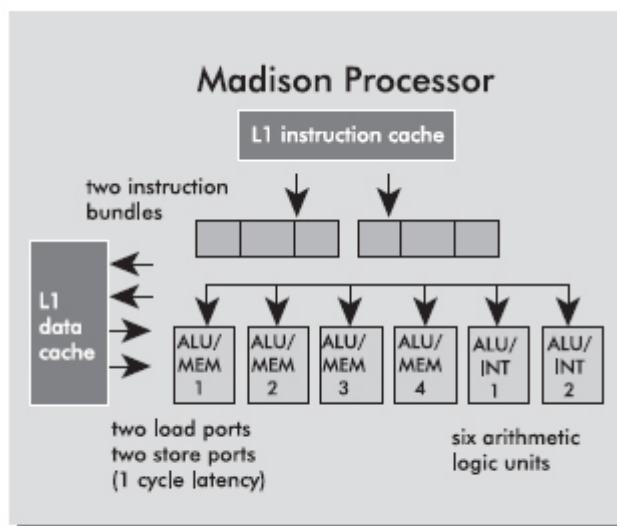 Madison Processor
L1 instruction cache
two instruction
bundles
L1
data
cache
ALU/
MEM
1
ALU/
MEM
2
ALU/
MEM
3
ALU/
MEM
4
ALU/
INT
1
ALU/
INT
2
two load ports
two store ports
(1 cycle latency)
six arithmetic
logic units